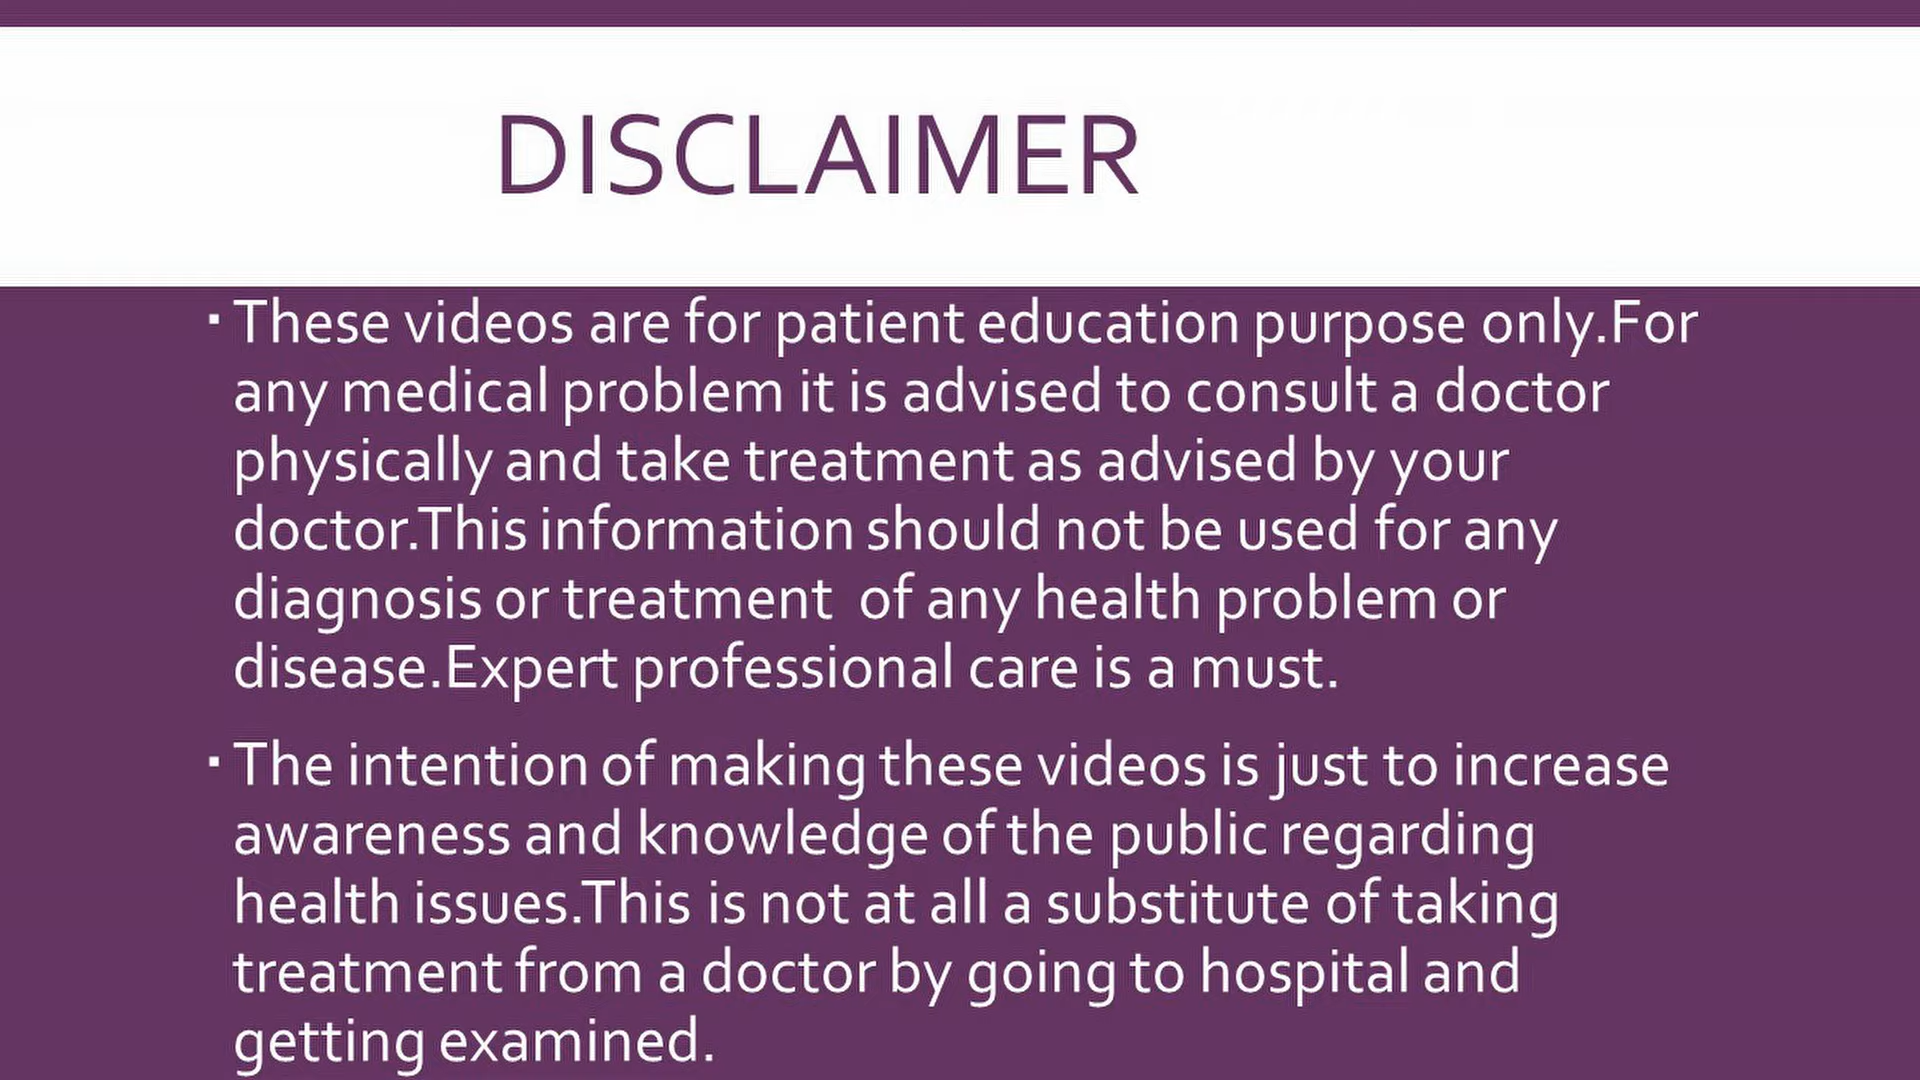 DISCLAIMER
▪ These videos are for patient education purpose only.For
any medical problem it is advised to consult a doctor
physically and take treatment as advised by your
doctor.This information should not be used for any
diagnosis or treatment  of any health problem or
disease.Expert professional care is a must.
▪ The intention of making these videos is just to increase
awareness and knowledge of the public regarding
health issues.This is not at all a substitute of taking
treatment from a doctor by going to hospital and
getting examined.